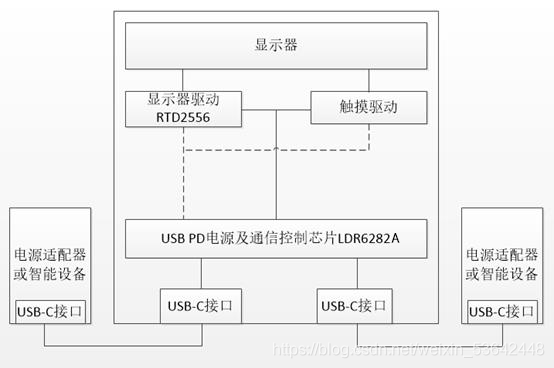 显示器
显示器驱动
RTD2556
触摸驱动
USB PD电源及通信控制芯片LDR6282A
电源适配器
或智能设备
USB-C接口
USB-C接口
USB-C接口
电源适配器
或智能设备
USB-C接口
https://blog.csdn.net/weixin_53642448